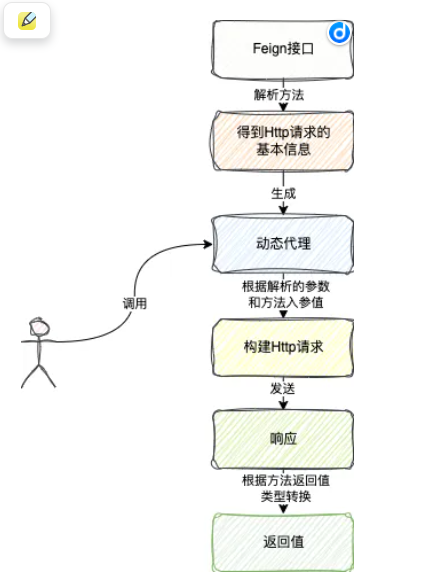 Feign接口
解析方法
得到Http请求的
基本信息
生成
动态代理
调用
根据解析的参数
和方法入参值
构建Http请求
发送
响应
根据方法返回值
类型转换
返回值